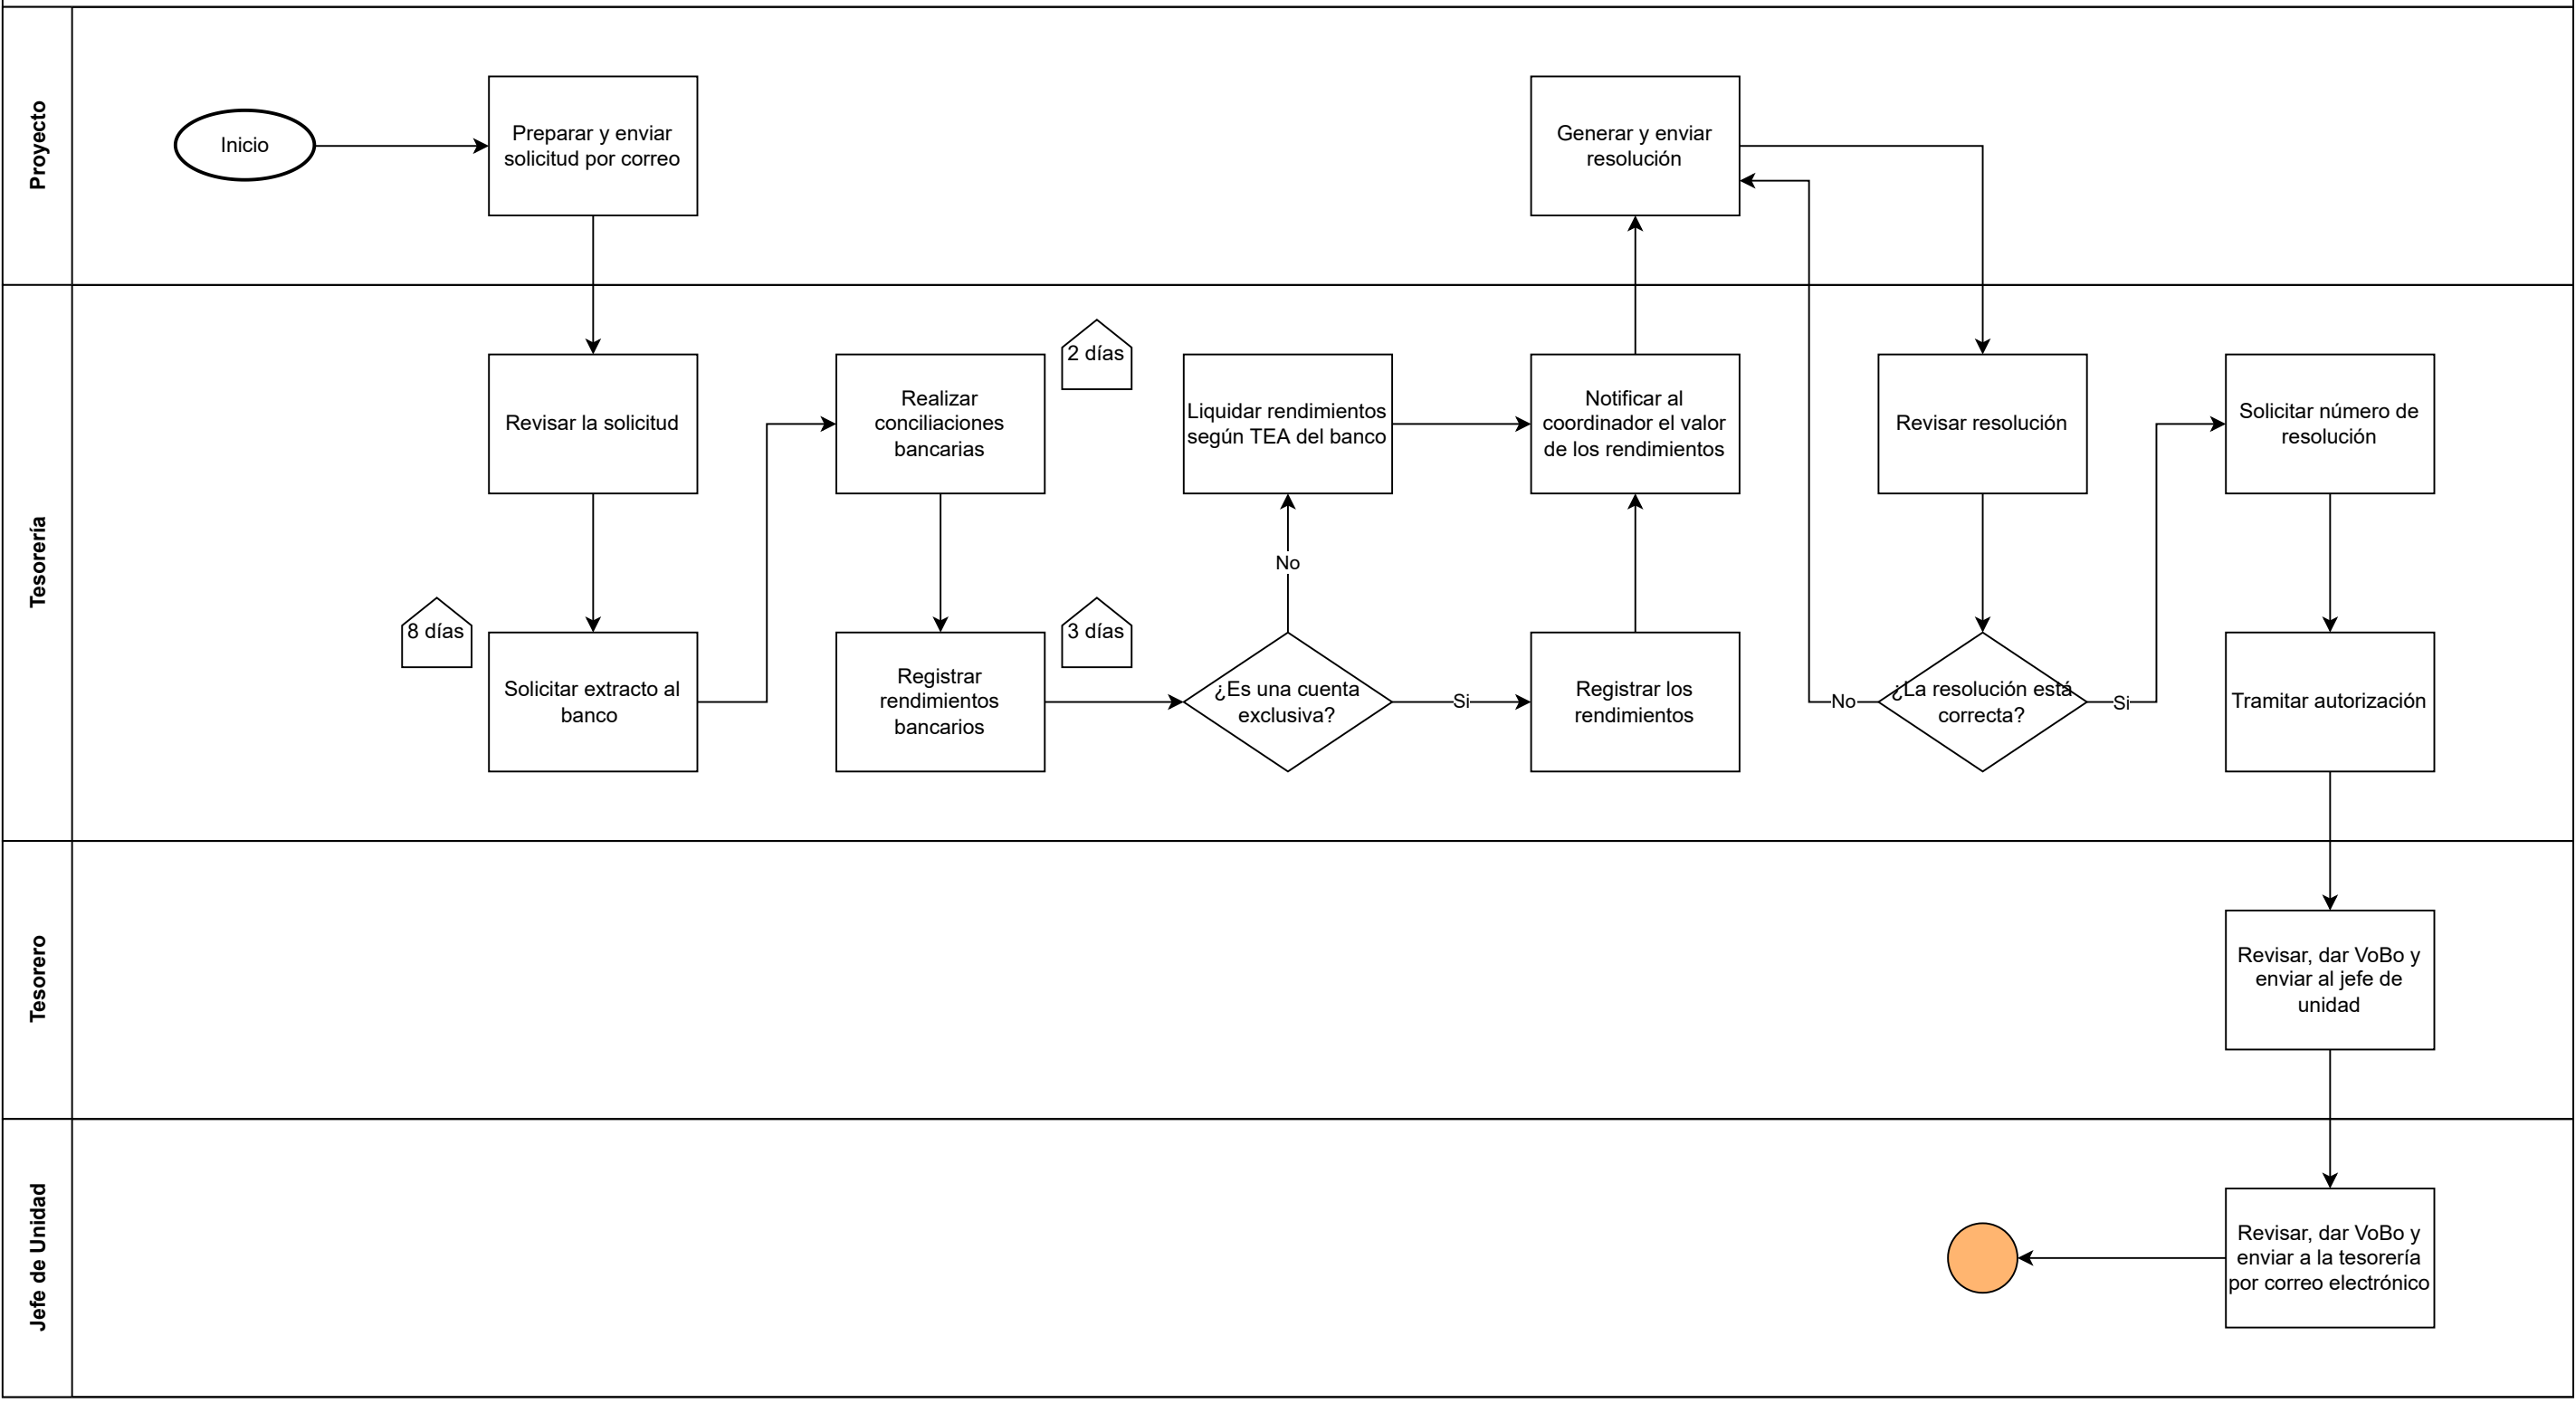 Proyecto
Inicio
Preparar y enviar
solicitud por correo
Generar y enviar
resolución
Tesorería
Revisar la solicitud
Realizar
conciliaciones
bancarias
2 días
Liquidar rendimientos
según TEA del banco
Notificar al
coordinador el valor
de los rendimientos
Revisar resolución
Solicitar número de
resolución
No
8 días
Solicitar extracto al
banco
Registrar
rendimientos
bancarios
3 días
¿Es una cuenta
exclusiva?
Si
Registrar los
rendimientos
No
¿La resolución está
correcta?
Si
Tramitar autorización
Tesorero
Revisar, dar VoBo y
enviar al jefe de
unidad
Jefe de Unidad
Revisar, dar VoBo y
enviar a la tesorería
por correo electrónico